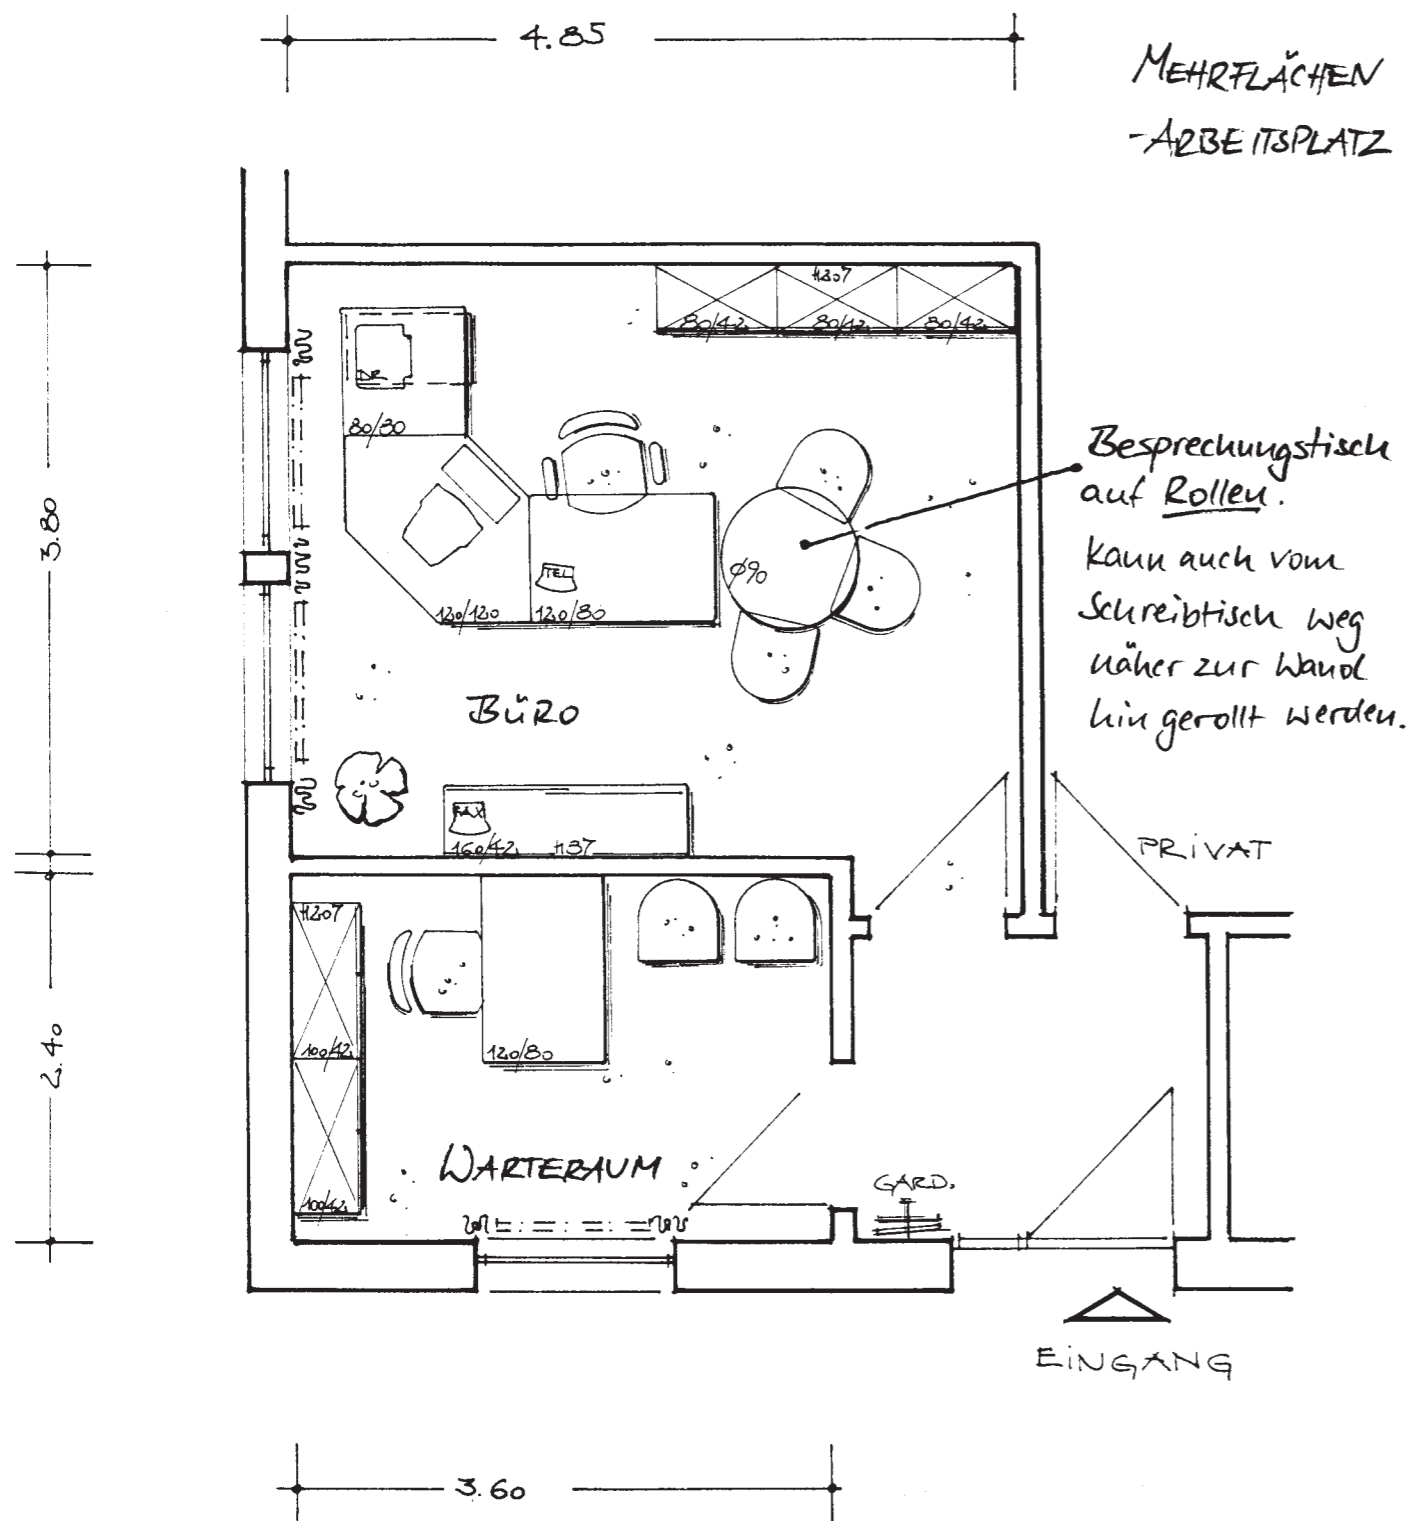 4.85
MEHRFLÄCHEN
-ARBEITSPLATZ
H207
80/42
80/42
80/42
DR
80/80
Besprechungstisch
auf Rollen.
Kann auch vom
Schreibtisch weg
näher zur Wand
hin gerollt werden.
3.80
TEL
Ø90
120/120
120/80
BÜRO
FAX
160/42
H37
PRIVAT
H207
100/42
120/80
2.40
WARTERAUM
100/42
GARD.
EINGANG
3.60